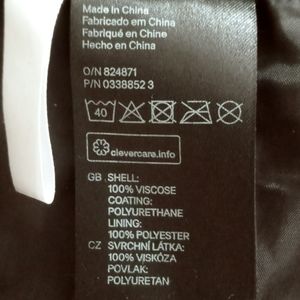 Made in China
Fabricado em China
Fabriqué en Chine
Hecho en China
O/N 824871
P/N 0338852 3
40
clevercare.info
GB SHELL:
100% VISCOSE
COATING:
POLYURETHANE
LINING:
100% POLYESTER
CZ SVRCHNÍ LÁTKA:
100% VISKÓZA
POVLAK:
POLYURETAN